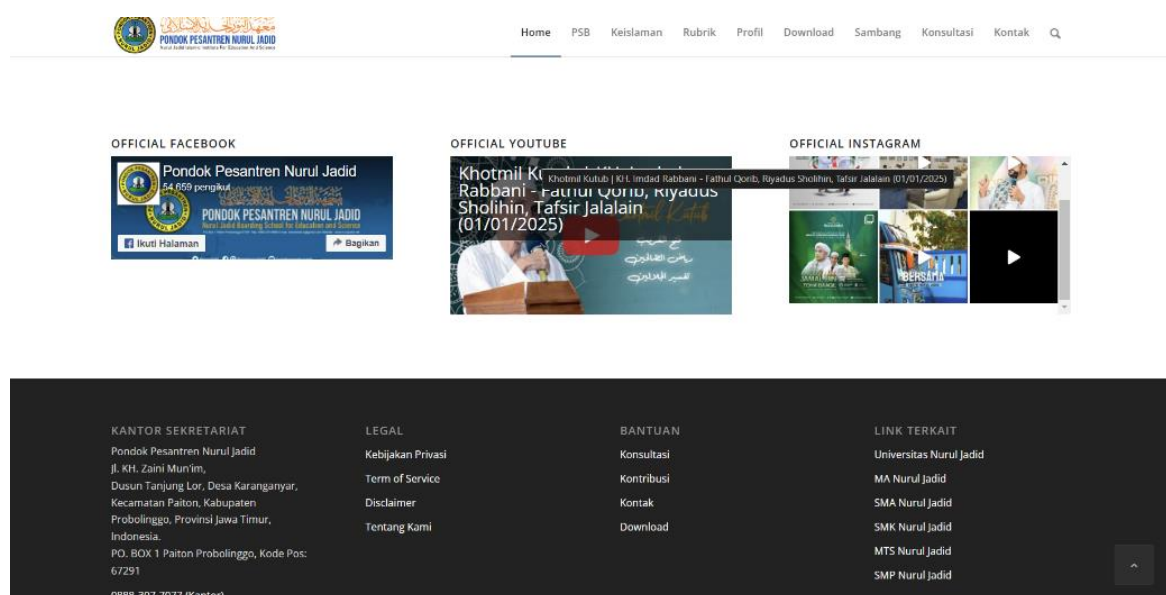 PONDOK PESANTREN NURUL JADID
Home PSB Keislaman Rubrik Profil Download Sambang Konsultasi Kontak
OFFICIAL FACEBOOK
Pondok Pesantren Nurul Jadid
54.659 pengikut
PONDOK PESANTREN NURUL JADID
Ikuti Halaman
Bagikan
OFFICIAL YOUTUBE
Khotmil Kutub | KH. Imdad Rabbani - Fathul Qorib, Riyadus Sholihin, Tafsir Jalalain (01/01/2025)
Rabbani - Fathul Qorib, Riyadus
Sholihin, Tafsir Jalalain
(01/01/2025)
OFFICIAL INSTAGRAM
BERSAMA
KANTOR SEKRETARIAT
Pondok Pesantren Nurul Jadid
Jl. KH. Zaini Mun'im,
Dusun Tanjung Lor, Desa Karanganyar,
Kecamatan Paiton, Kabupaten
Probolinggo, Provinsi Jawa Timur,
Indonesia.
PO. BOX 1 Paiton Probolinggo, Kode Pos:
67291
0888-307-7077 (Kantor)
LEGAL
Kebijakan Privasi
Term of Service
Disclaimer
Tentang Kami
BANTUAN
Konsultasi
Kontribusi
Kontak
Download
LINK TERKAIT
Universitas Nurul Jadid
MA Nurul Jadid
SMA Nurul Jadid
SMK Nurul Jadid
MTS Nurul Jadid
SMP Nurul Jadid